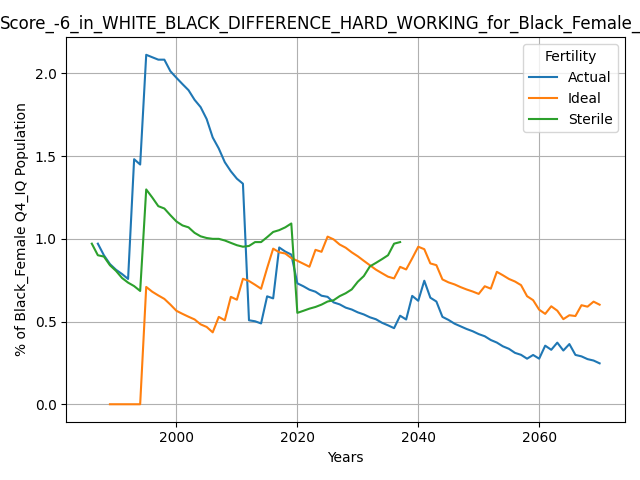 Score_-6_in_WHITE_BLACK_DIFFERENCE_HARD_WORKING_for_Black_Female_
% of Black_Female Q4_IQ Population
2.0
1.5
1.0
0.5
0.0
Fertility
Actual
Ideal
Sterile
2000
2020
2040
2060
Years